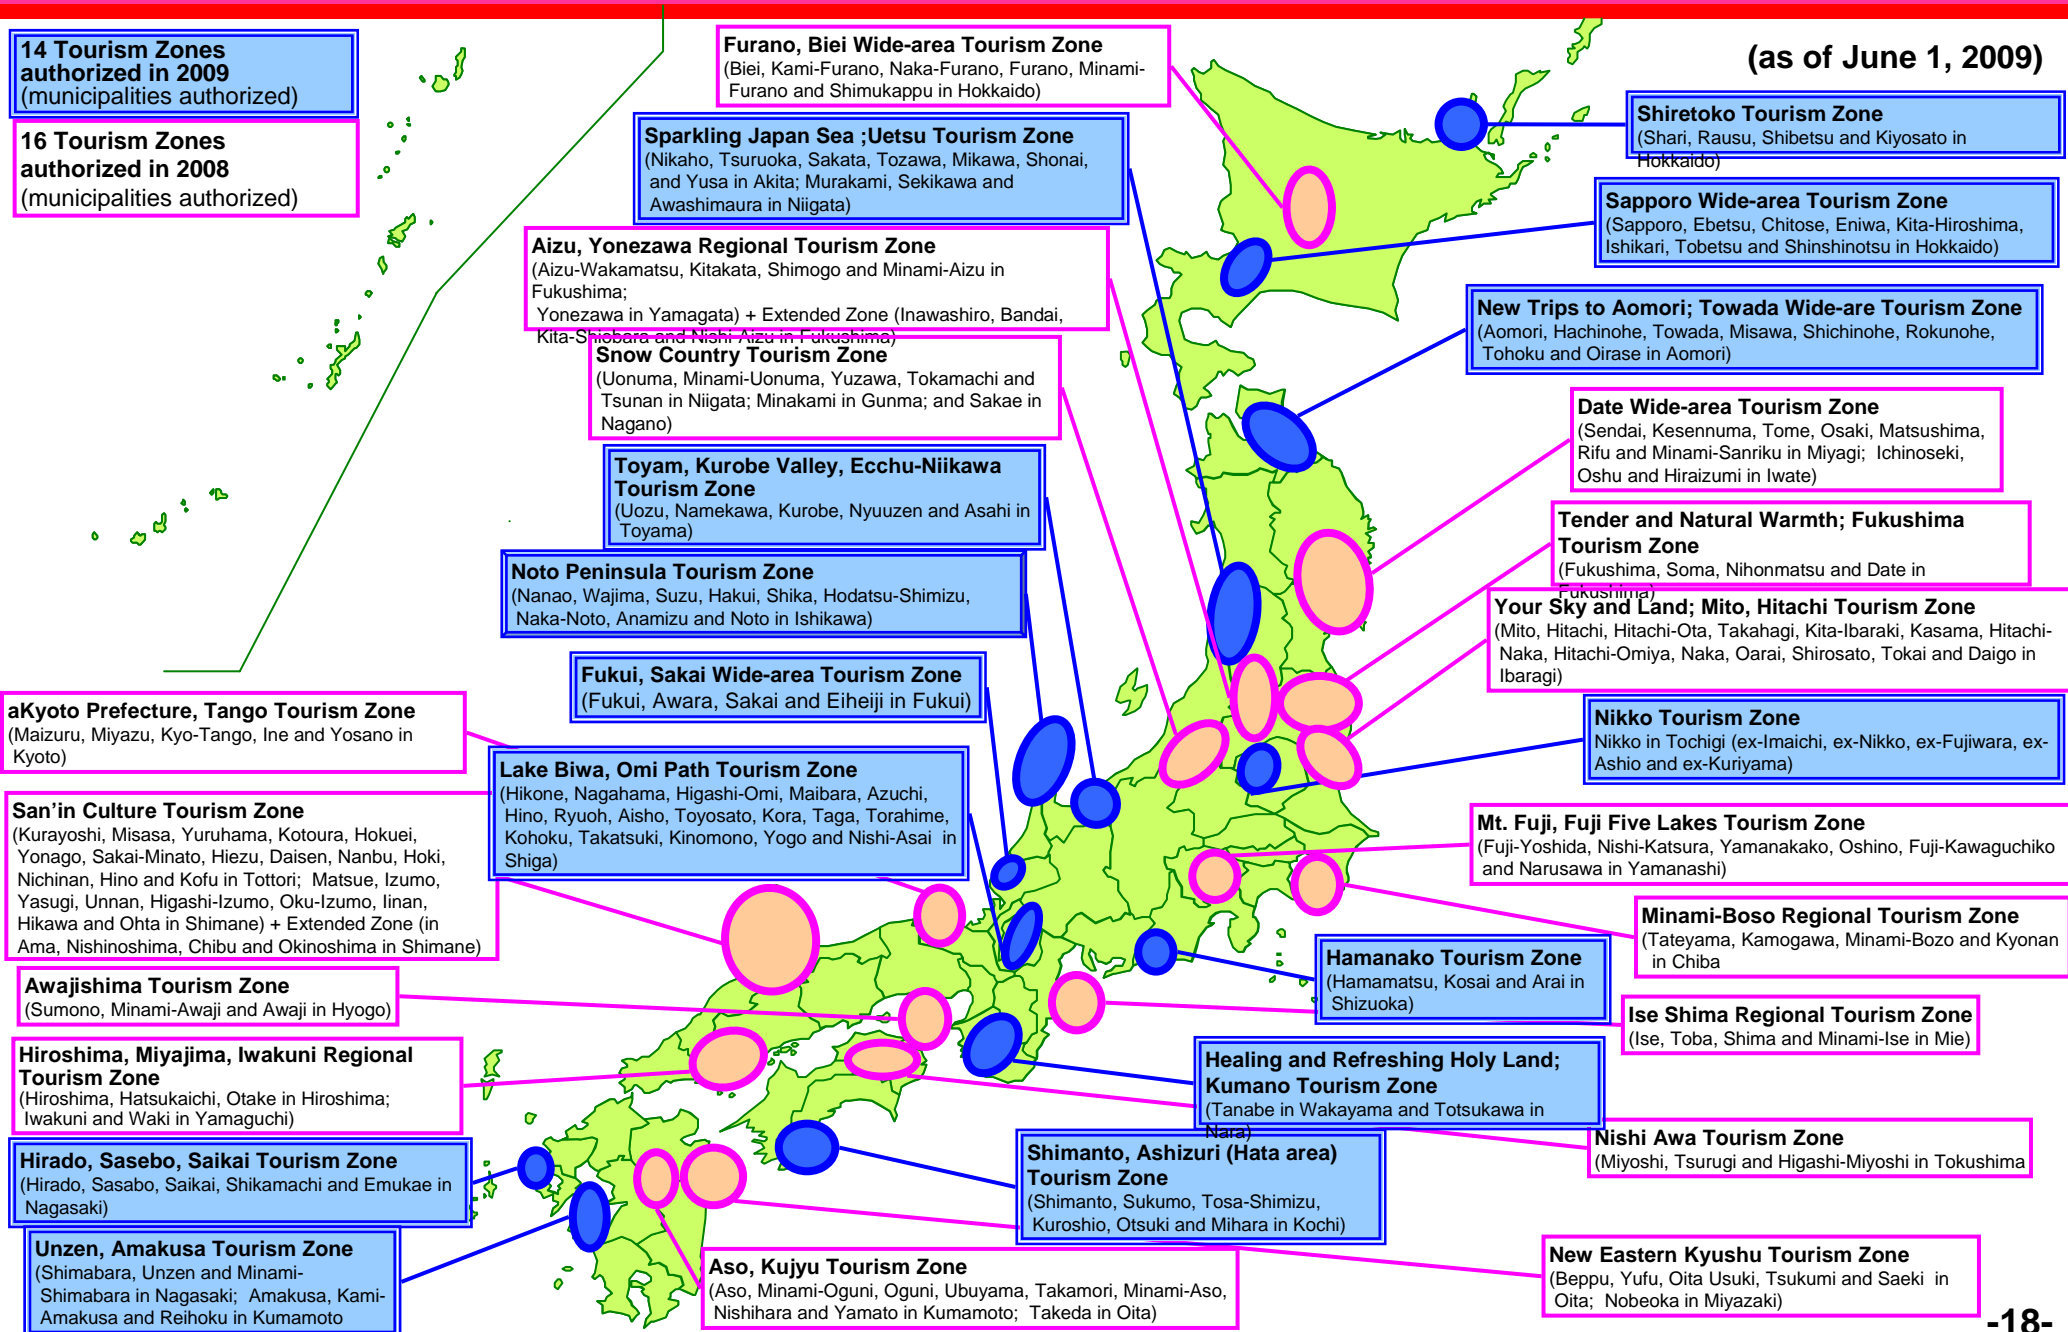 14 Tourism Zones
authorized in 2009
(municipalities authorized)
16 Tourism Zones
authorized in 2008
(municipalities authorized)
(as of June 1, 2009)
Furano, Biei Wide-area Tourism Zone
(Biei, Kami-Furano, Naka-Furano, Furano, Minami-
Furano and Shimukappu in Hokkaido)
Shiretoko Tourism Zone
(Shari, Rausu, Shibetsu and Kiyosato in
Hokkaido)
Sparkling Japan Sea ;Uetsu Tourism Zone
(Nikaho, Tsuruoka, Sakata, Tozawa, Mikawa, Shonai,
and Yusa in Akita; Murakami, Sekikawa and
Awashimaura in Niigata)
Sapporo Wide-area Tourism Zone
(Sapporo, Ebetsu, Chitose, Eniwa, Kita-Hiroshima,
Ishikari, Tobetsu and Shinshinotsu in Hokkaido)
Aizu, Yonezawa Regional Tourism Zone
(Aizu-Wakamatsu, Kitakata, Shimogo and Minami-Aizu in
Fukushima;
Yonezawa in Yamagata) + Extended Zone (Inawashiro, Bandai,
Kita-Shiobara and Nishi-Aizu in Fukushima)
New Trips to Aomori; Towada Wide-are Tourism Zone
(Aomori, Hachinohe, Towada, Misawa, Shichinohe, Rokunohe,
Tohoku and Oirase in Aomori)
Snow Country Tourism Zone
(Uonuma, Minami-Uonuma, Yuzawa, Tokamachi and
Tsunan in Niigata; Minakami in Gunma; and Sakae in
Nagano)
Date Wide-area Tourism Zone
(Sendai, Kesennuma, Tome, Osaki, Matsushima,
Rifu and Minami-Sanriku in Miyagi; Ichinoseki,
Oshu and Hiraizumi in Iwate)
Toyam, Kurobe Valley, Ecchu-Niikawa
Tourism Zone
(Uozu, Namekawa, Kurobe, Nyuuzen and Asahi in
Toyama)
Tender and Natural Warmth; Fukushima
Tourism Zone
(Fukushima, Soma, Nihonmatsu and Date in
Fukushima)
Noto Peninsula Tourism Zone
(Nanao, Wajima, Suzu, Hakui, Shika, Hodatsu-Shimizu,
Naka-Noto, Anamizu and Noto in Ishikawa)
Your Sky and Land; Mito, Hitachi Tourism Zone
(Mito, Hitachi, Hitachi-Ota, Takahagi, Kita-Ibaraki, Kasama, Hitachi-
Naka, Hitachi-Omiya, Naka, Oarai, Shirosato, Tokai and Daigo in
Ibaragi)
Fukui, Sakai Wide-area Tourism Zone
(Fukui, Awara, Sakai and Eiheiji in Fukui)
aKyoto Prefecture, Tango Tourism Zone
(Maizuru, Miyazu, Kyo-Tango, Ine and Yosano in
Kyoto)
Nikko Tourism Zone
Nikko in Tochigi (ex-Imaichi, ex-Nikko, ex-Fujiwara, ex-
Ashio and ex-Kuriyama)
Lake Biwa, Omi Path Tourism Zone
(Hikone, Nagahama, Higashi-Omi, Maibara, Azuchi,
Hino, Ryuoh, Aisho, Toyosato, Kora, Taga, Torahime,
Kohoku, Takatsuki, Kinomono, Yogo and Nishi-Asai in
Shiga)
San'in Culture Tourism Zone
(Kurayoshi, Misasa, Yuruhama, Kotoura, Hokuei,
Yonago, Sakai-Minato, Hiezu, Daisen, Nanbu, Hoki,
Nichinan, Hino and Kofu in Tottori; Matsue, Izumo,
Yasugi, Unnan, Higashi-Izumo, Oku-Izumo, Iinan,
Hikawa and Ohta in Shimane) + Extended Zone (in
Ama, Nishinoshima, Chibu and Okinoshima in Shimane)
Mt. Fuji, Fuji Five Lakes Tourism Zone
(Fuji-Yoshida, Nishi-Katsura, Yamanakako, Oshino, Fuji-Kawaguchiko
and Narusawa in Yamanashi)
Minami-Boso Regional Tourism Zone
(Tateyama, Kamogawa, Minami-Bozo and Kyonan
in Chiba
Hamanako Tourism Zone
(Hamamatsu, Kosai and Arai in
Shizuoka)
Awajishima Tourism Zone
(Sumono, Minami-Awaji and Awaji in Hyogo)
Ise Shima Regional Tourism Zone
(Ise, Toba, Shima and Minami-Ise in Mie)
Hiroshima, Miyajima, Iwakuni Regional
Tourism Zone
(Hiroshima, Hatsukaichi, Otake in Hiroshima;
Iwakuni and Waki in Yamaguchi)
Healing and Refreshing Holy Land;
Kumano Tourism Zone
(Tanabe in Wakayama and Totsukawa in
Nara)
Nishi Awa Tourism Zone
(Miyoshi, Tsurugi and Higashi-Miyoshi in Tokushima
Hirado, Sasebo, Saikai Tourism Zone
(Hirado, Sasabo, Saikai, Shikamachi and Emukae in
Nagasaki)
Shimanto, Ashizuri (Hata area)
Tourism Zone
(Shimanto, Sukumo, Tosa-Shimizu,
Kuroshio, Otsuki and Mihara in Kochi)
Unzen, Amakusa Tourism Zone
(Shimabara, Unzen and Minami-
Shimabara in Nagasaki; Amakusa, Kami-
Amakusa and Reihoku in Kumamoto
Aso, Kujyu Tourism Zone
(Aso, Minami-Oguni, Oguni, Ubuyama, Takamori, Minami-Aso,
Nishihara and Yamato in Kumamoto; Takeda in Oita)
New Eastern Kyushu Tourism Zone
(Beppu, Yufu, Oita Usuki, Tsukumi and Saeki in
Oita; Nobeoka in Miyazaki)
-18-